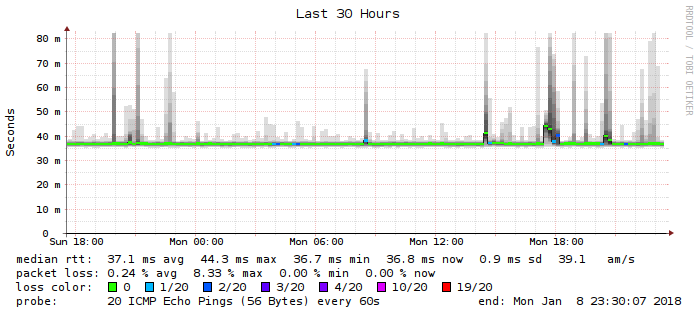 Last 30 Hours
RRDTOOL / TOBI OETIKER
Seconds
80 m
70 m
60 m
50 m
40 m
30 m
20 m
10 m
0
Sun 18:00 Mon 00:00 Mon 06:00 Mon 12:00 Mon 18:00
median rtt: 37.1 ms avg 44.3 ms max 36.7 ms min 36.8 ms now 0.9 ms sd 39.1 am/s
packet loss: 0.24 % avg 8.33 % max 0.00 % min 0.00 % now
loss color: 0 1/20 2/20 3/20 4/20 10/20 19/20
probe: 20 ICMP Echo Pings (56 Bytes) every 60s end: Mon Jan 8 23:30:07 2018